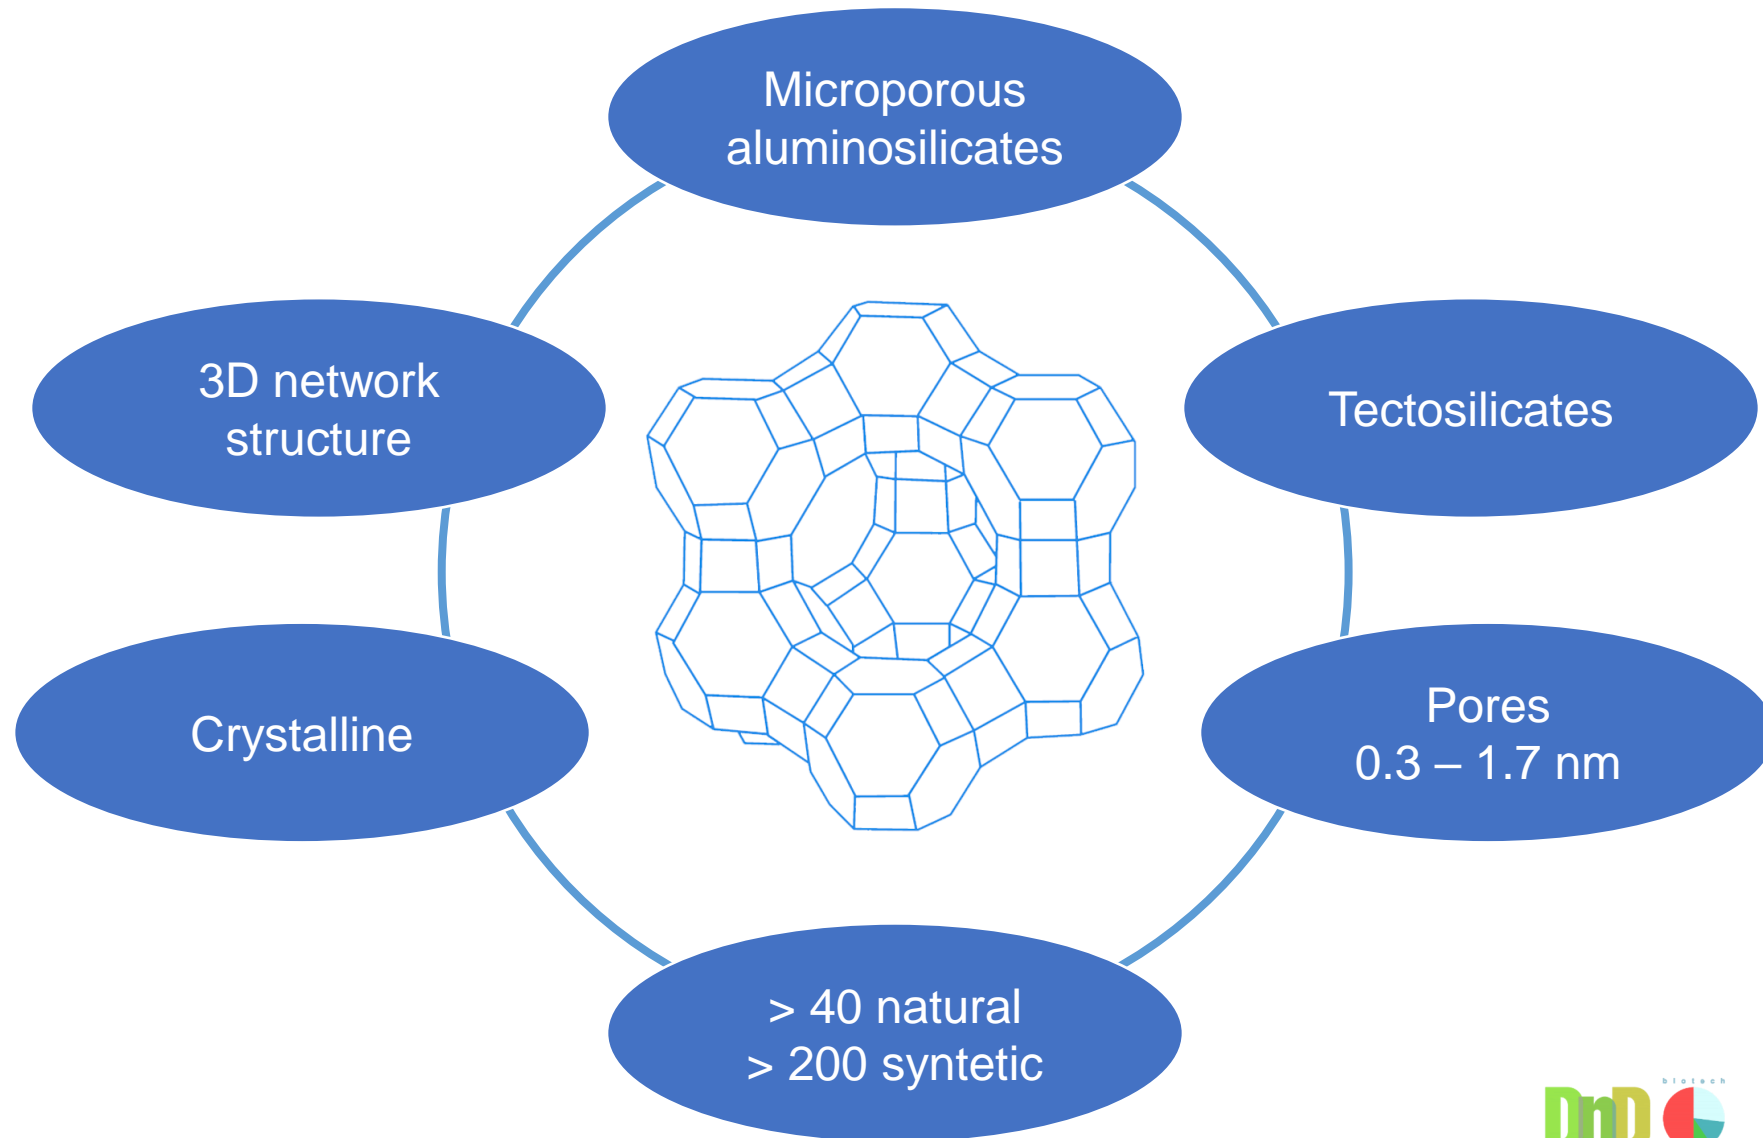 Microporous
aluminosilicates
3D network
structure
Tectosilicates
Crystalline
Pores
0.3 – 1.7 nm
> 40 natural
> 200 syntetic
biotech
DnD